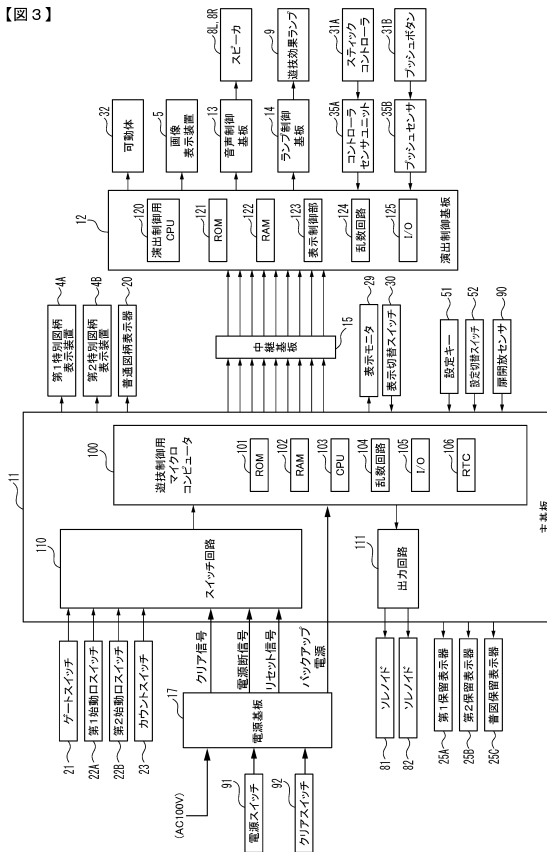 【図3】
32
可動体
5
画像
表示装置
8L, 8R
スピーカ
13
音声制御
基板
9
遊技効果ランプ
14
ランプ制御
基板
31A
スティック
コントローラ
35A
コントローラ
センサユニット
31B
プッシュボタン
35B
プッシュセンサ
12
120
演出制御用
CPU
121
ROM
122
RAM
123
表示制御部
124
乱数回路
125
I/O
演出制御基板
4A
第1特別図柄
表示装置
4B
第2特別図柄
表示装置
20
普通図柄表示器
15
中継基板
29
表示モニタ
30
表示切替スイッチ
51
設定キー
52
設定切替スイッチ
90
扉開放センサ
11
100
遊技制御用
マイクロ
コンピュータ
101
ROM
102
RAM
103
CPU
104
乱数回路
105
I/O
106
RTC
主基板
110
スイッチ回路
111
出力回路
21
ゲートスイッチ
22A
第1始動口スイッチ
22B
第2始動口スイッチ
23
カウントスイッチ
クリア信号
電源断信号
リセット信号
バックアップ
電源
17
電源基板
(AC100V)
91
電源スイッチ
92
クリアスイッチ
81
ソレノイド
82
ソレノイド
25A
第1保留表示器
25B
第2保留表示器
25C
普図保留表示器